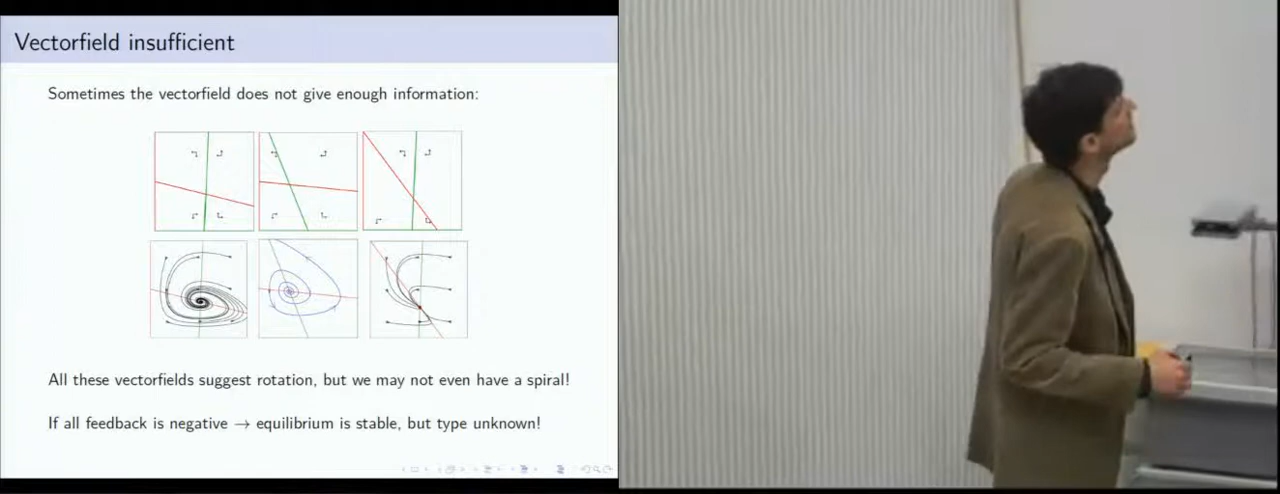 Vectorfield insufficient
Sometimes the vectorfield does not give enough information:
All these vectorfields suggest rotation, but we may not even have a spiral!
If all feedback is negative → equilibrium is stable, but type unknown!